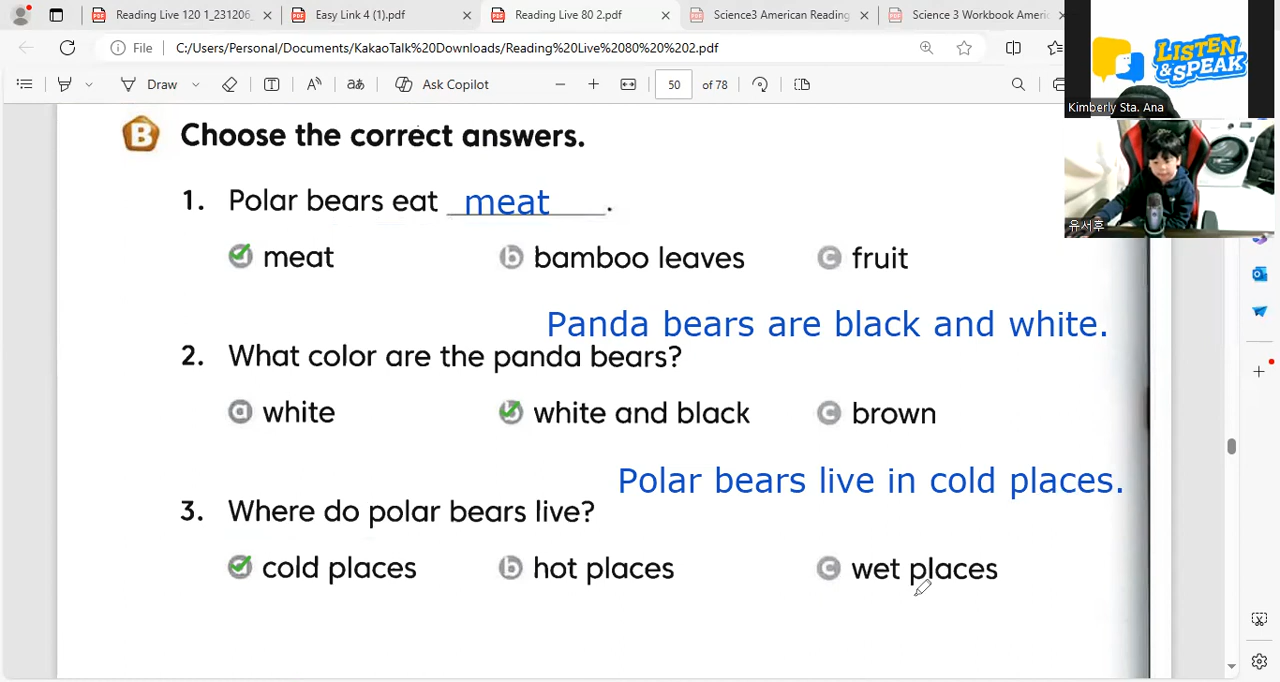 Reading Live 120 1_231206_
Easy Link 4 (1).pdf
Reading Live 80 2.pdf
Science3 American Reading
Science 3 Workbook Americ
File
C:/Users/Personal/Documents/KakaoTalk%20Downloads/Reading%20Live%2080%20%202.pdf
Draw
aあ
Ask Copilot
50 of 78
LISTEN & SPEAK
Kimberly Sta. Ana
유서후
B Choose the correct answers.
1. Polar bears eat meat.
a meat b bamboo leaves c fruit
Panda bears are black and white.
2. What color are the panda bears?
a white b white and black c brown
Polar bears live in cold places.
3. Where do polar bears live?
a cold places b hot places c wet places